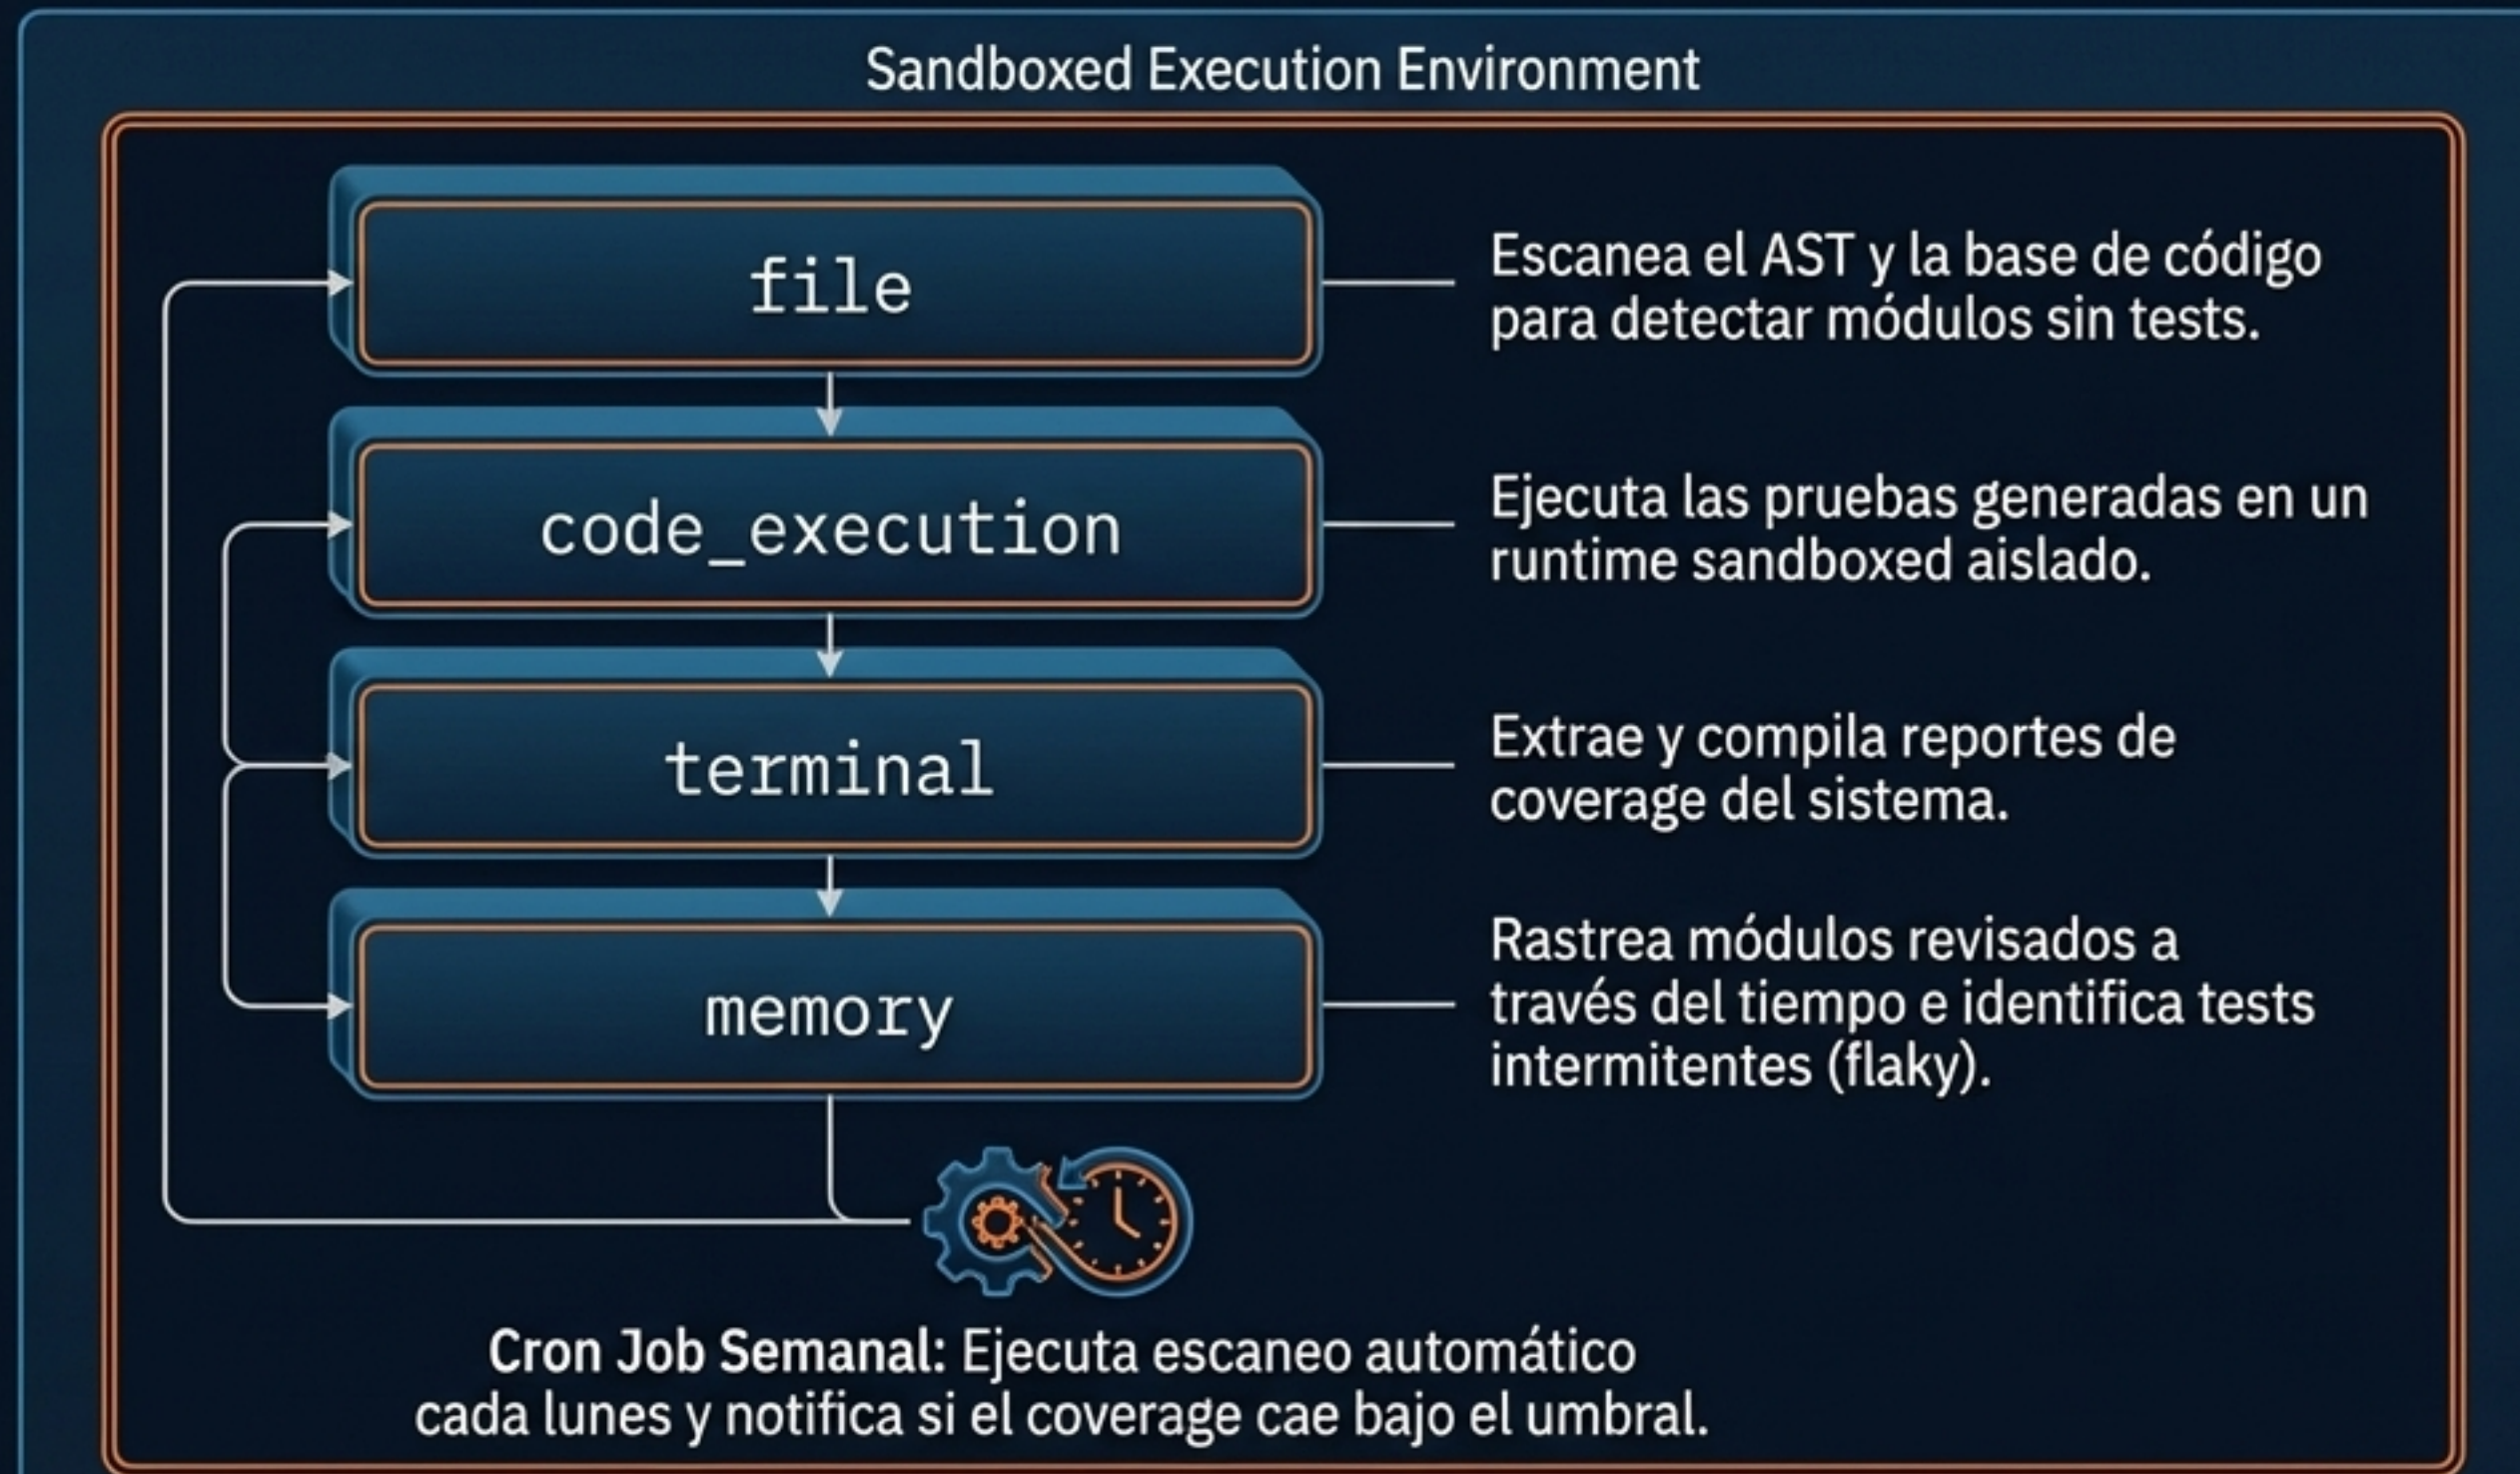 Sandboxed Execution Environment
file
Escanea el AST y la base de código
para detectar módulos sin tests.
code_execution
Ejecuta las pruebas generadas en un
runtime sandboxed aislado.
terminal
Extrae y compila reportes de
coverage del sistema.
memory
Rastrea módulos revisados a
través del tiempo e identifica tests
intermitentes (flaky).
Cron Job Semanal: Ejecuta escaneo automático
cada lunes y notifica si el coverage cae bajo el umbral.